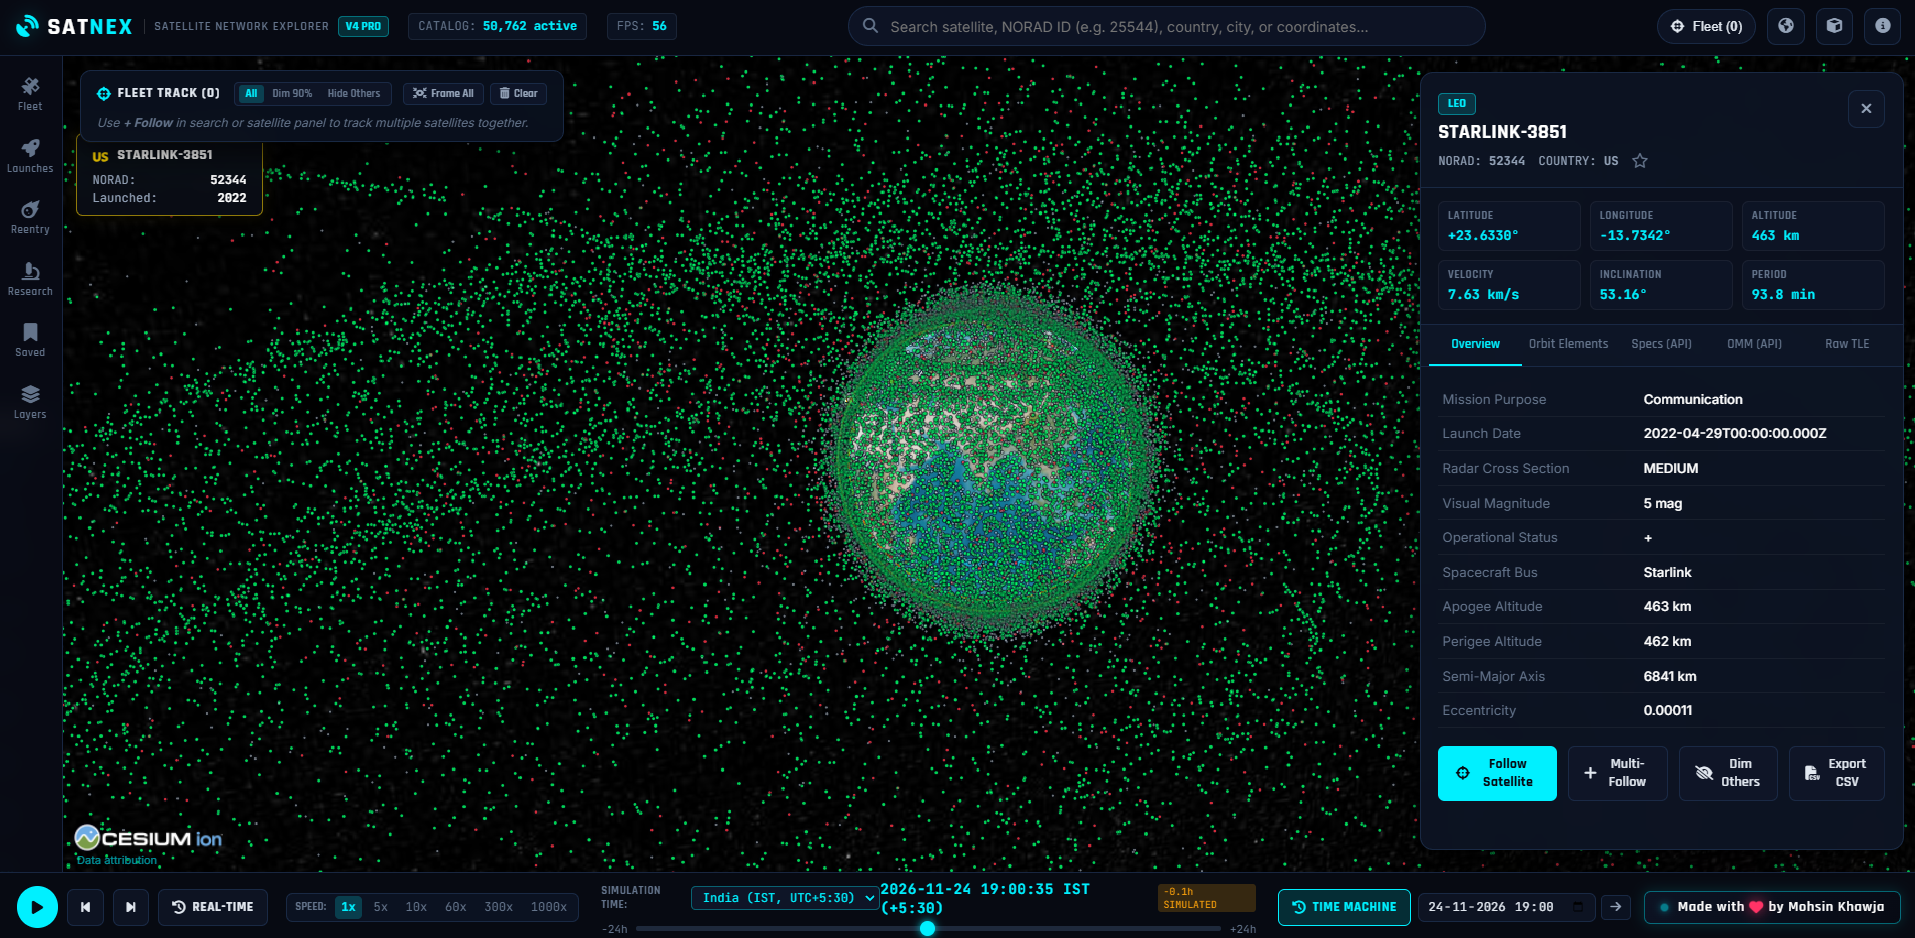 SATNEX
SATELLITE NETWORK EXPLORER
V4 PRO
CATALOG: 50,762 active
FPS: 56
Search satellite, NORAD ID (e.g. 25544), country, city, or coordinates...
Fleet (0)
Fleet
Launches
Reentry
Research
Saved
Layers
FLEET TRACK (0)
All
Dim 90%
Hide Others
Frame All
Clear
Use + Follow in search or satellite panel to track multiple satellites together.
US STARLINK-3851
NORAD: 52344
Launched: 2022
LEO
STARLINK-3851
NORAD: 52344 COUNTRY: US
LATITUDE
+23.6330°
LONGITUDE
-13.7342°
ALTITUDE
463 km
VELOCITY
7.63 km/s
INCLINATION
53.16°
PERIOD
93.8 min
Overview
Orbit Elements
Specs (API)
OMM (API)
Raw TLE
Mission Purpose Communication
Launch Date 2022-04-29T00:00:00.000Z
Radar Cross Section MEDIUM
Visual Magnitude 5 mag
Operational Status +
Spacecraft Bus Starlink
Apogee Altitude 463 km
Perigee Altitude 462 km
Semi-Major Axis 6841 km
Eccentricity 0.00011
Follow
Satellite
Multi-
Follow
Dim
Others
Export
CSV
CESIUM ion
Data attribution
REAL-TIME
SPEED: 1x 5x 10x 60x 300x 1000x
SIMULATION
TIME:
India (IST, UTC+5:30)
2026-11-24 19:00:35 IST
(+5:30)
-0.1h
SIMULATED
-24h
+24h
TIME MACHINE
24-11-2026 19:00
Made with ❤ by Mohsin Khawja